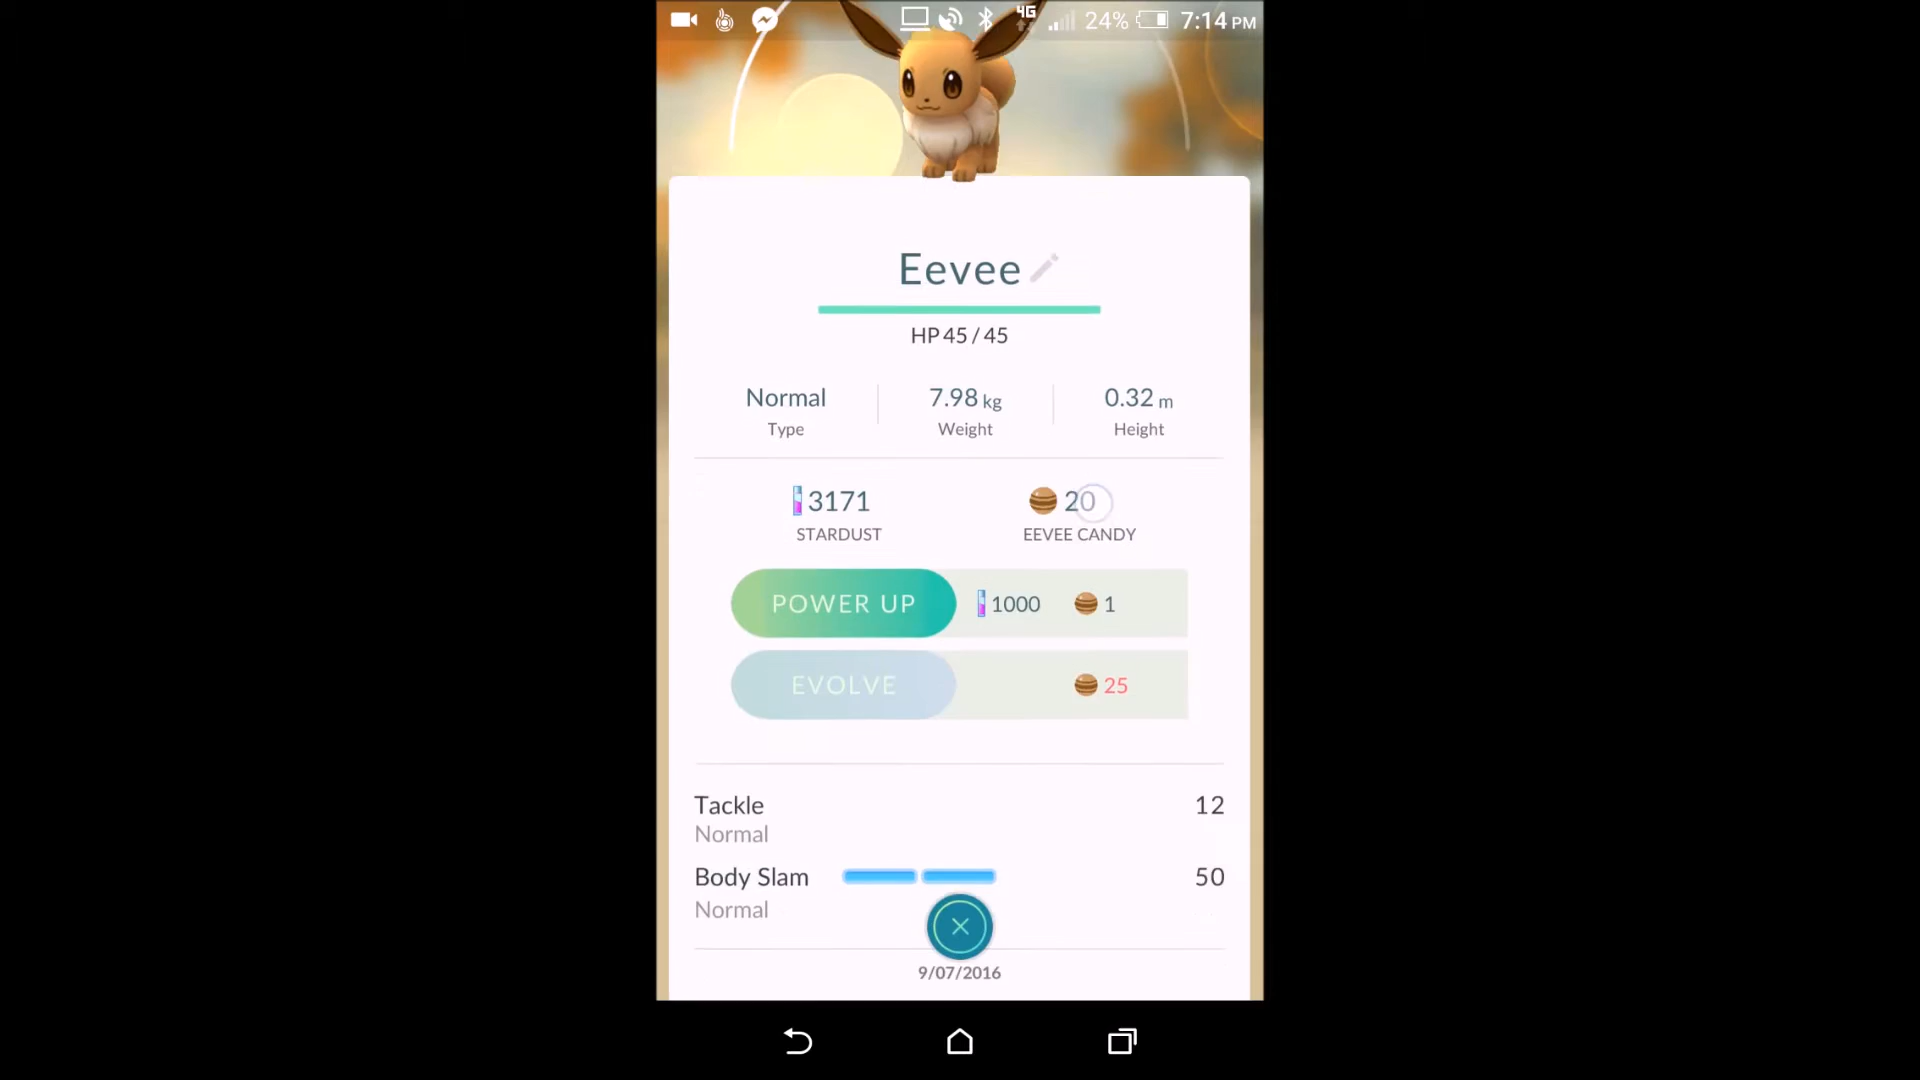 4G 24% 7:14 PM
Eevee
HP 45 / 45
Normal 7.98 kg 0.32 m
Type Weight Height
3171 20
STARDUST EEVEE CANDY
POWER UP 1000 1
EVOLVE 25
Tackle 12
Normal
Body Slam 50
Normal
9/07/2016